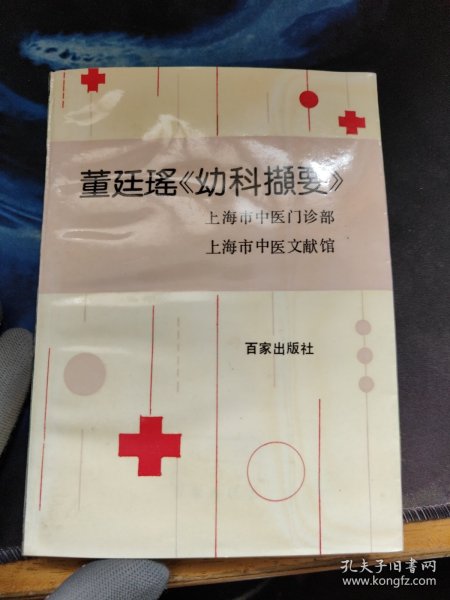 董廷瑶《幼科撷要》
上海市中医门诊部
上海市中医文献馆
百家出版社
孔夫子旧书网
www.kongfz.com